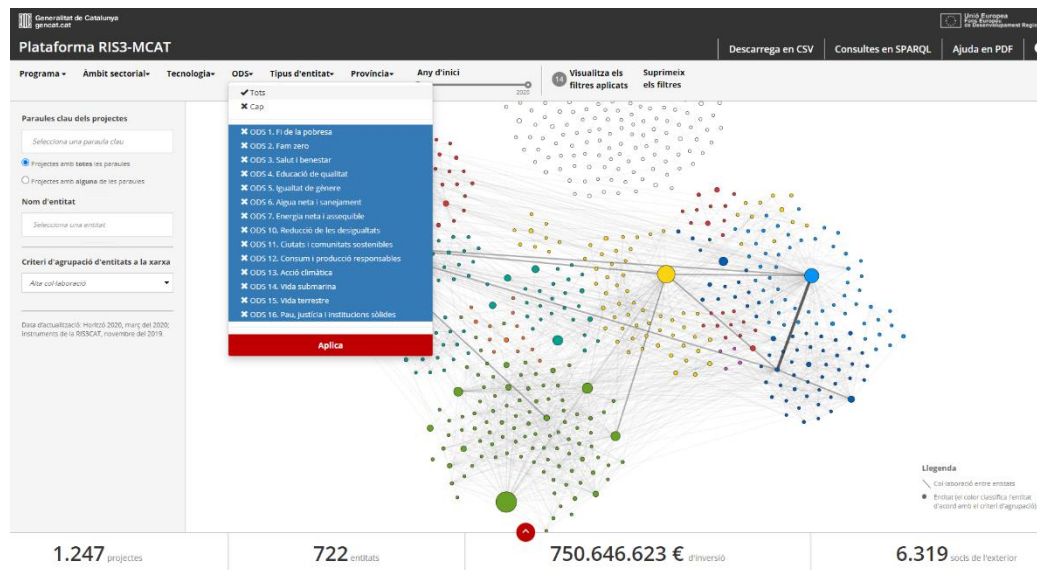 Generalitat de Catalunya
gencat.cat
Unió Europea
Fons Europeu
de Desenvolupament Regio
Plataforma RIS3-MCAT
Descarrega en CSV
Consultes en SPARQL
Ajuda en PDF
Programa
Àmbit sectorial
Tecnologia
ODS
Tipus d'entitat
Província
Any d'inici
2020
14
Visualitza els
filtres aplicats
Suprimeix
els filtres
Tots
Cap
ODS 1. Fi de la pobresa
ODS 2. Fam zero
ODS 3. Salut i benestar
ODS 4. Educació de qualitat
ODS 5. Igualtat de gènere
ODS 6. Aigua neta i sanejament
ODS 7. Energia neta i assequible
ODS 10. Reducció de les desigualtats
ODS 11. Ciutats i comunitats sostenibles
ODS 12. Consum i producció responsables
ODS 13. Acció climàtica
ODS 14. Vida submarina
ODS 15. Vida terrestre
ODS 16. Pau, justícia i institucions sòlides
Aplica
Paraules clau dels projectes
Selecciona una paraula clau
Projectes amb totes les paraules
Projectes amb alguna de les paraules
Nom d'entitat
Selecciona una entitat
Criteri d'agrupació d'entitats a la xarxa
Alta col·laboració
Data d'actualització: Horitzó 2020, març del 2020;
instruments de la RIS3CAT, novembre del 2019.
Llegenda
Col·laboració entre entitats
Entitat (el color classifica l'entitat
d'acord amb el criteri d'agrupació)
1.247 projectes
722 entitats
750.646.623 € d'inversió
6.319 socis de l'exterior